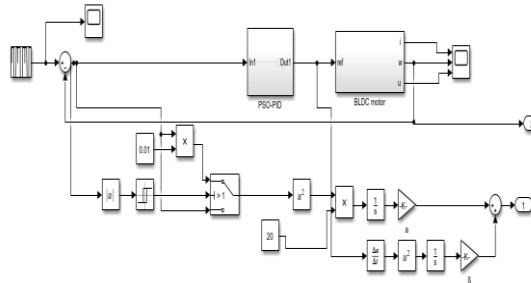 In1
Out1
PSO-PID
ref
i
w
u
BLDC motor
0.01
X
|u|
> 1
u²
20
X
1
s
-K-
a
+
+
1
Δu
Δt
u²
1
s
-K-